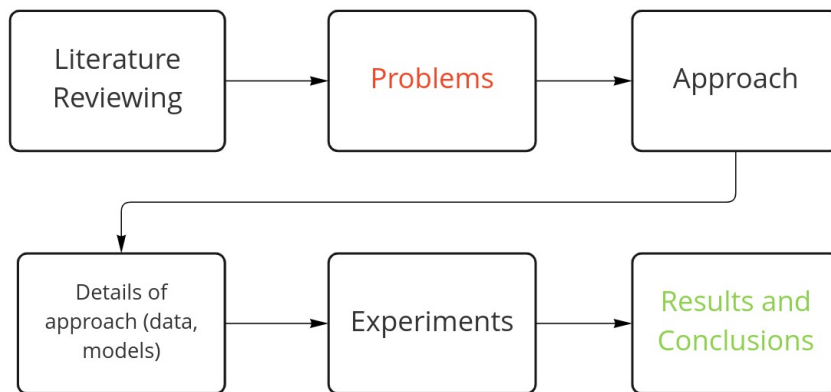 Literature
Reviewing
Problems
Approach
Details of
approach (data,
models)
Experiments
Results and
Conclusions